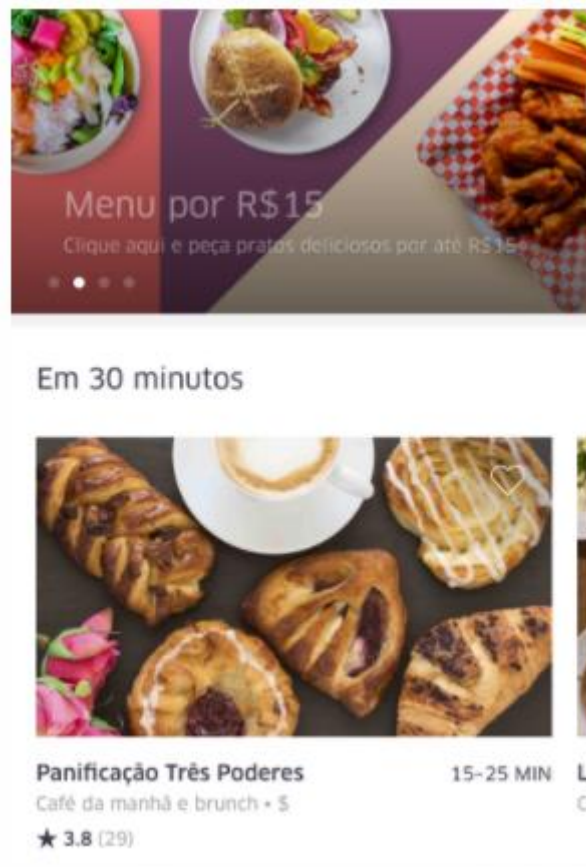 Menu por R$15
Clique aqui e peça pratos deliciosos por até R$15
Em 30 minutos
Panificação Três Poderes
15-25 MIN
Café da manhã e brunch • $
★ 3.8 (29)